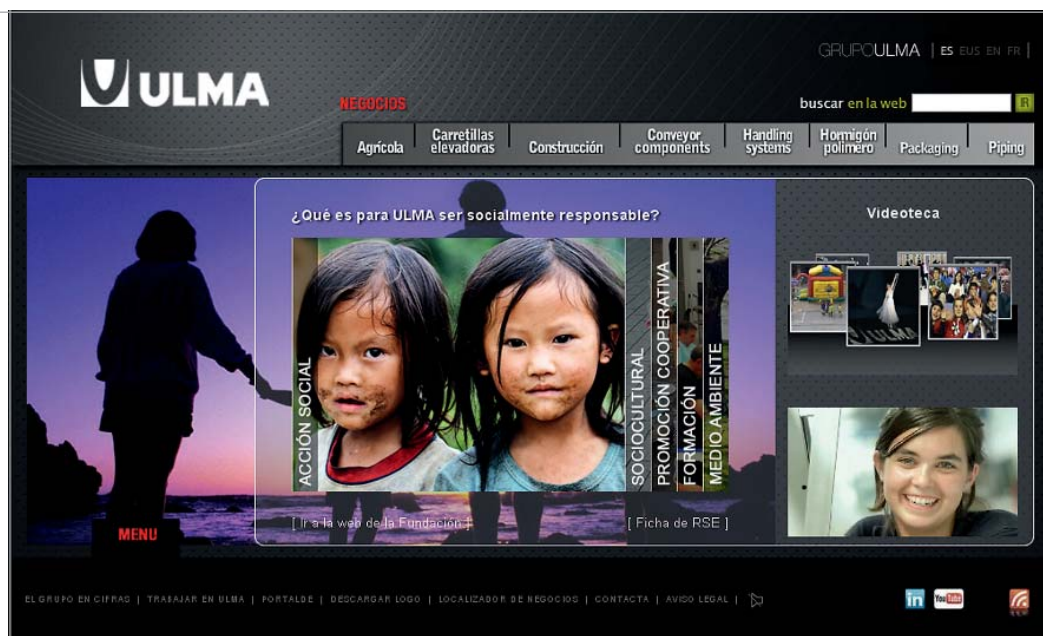 ULMA
GRUPOULMA | ES EUS EN FR |
NEGOCIOS
buscar en la web
IR
Agrícola
Carretillas
elevadoras
Construcción
Conveyor
components
Handling
systems
Hormigón
polímero
Packaging
Piping
¿Qué es para ULMA ser socialmente responsable?
ACCIÓN SOCIAL
SOCIOCULTURAL
PROMOCIÓN COOPERATIVA
FORMACIÓN
MEDIO AMBIENTE
[ Ir a la web de la Fundación ]
[ Ficha de RSE ]
Videoteca
ULMA
MENU
EL GRUPO EN CIFRAS | TRABAJAR EN ULMA | PORTALDE | DESCARGAR LOGO | LOCALIZADOR DE NEGOCIOS | CONTACTA | AVISO LEGAL |
in
YouTube